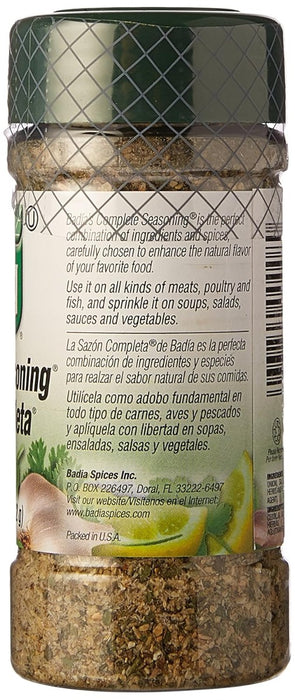 Badia's Complete Seasoning® is the perfect
combination of ingredients and spices
carefully chosen to enhance the natural flavor
of your favorite food.
Use it on all kinds of meats, poultry and
fish, and sprinkle it on soups, salads,
sauces and vegetables.
La Sazón Completa® de Badía es la perfecta
combinación de ingredientes y especiés
para realzar el sabor natural de sus comidas.
Utilícela como adobo fundamental en
todo tipo de carnes, aves y pescados
y aplíquela con libertad en sopas,
ensaladas, salsas y vegetales.
Badia Spices Inc.
P.O. BOX 226497, Doral, FL 33222-6497
Visit our website/Visítenos en el Internet,
www.badiaspices.com
Packed in U.S.A.
oning®
eta®
g)